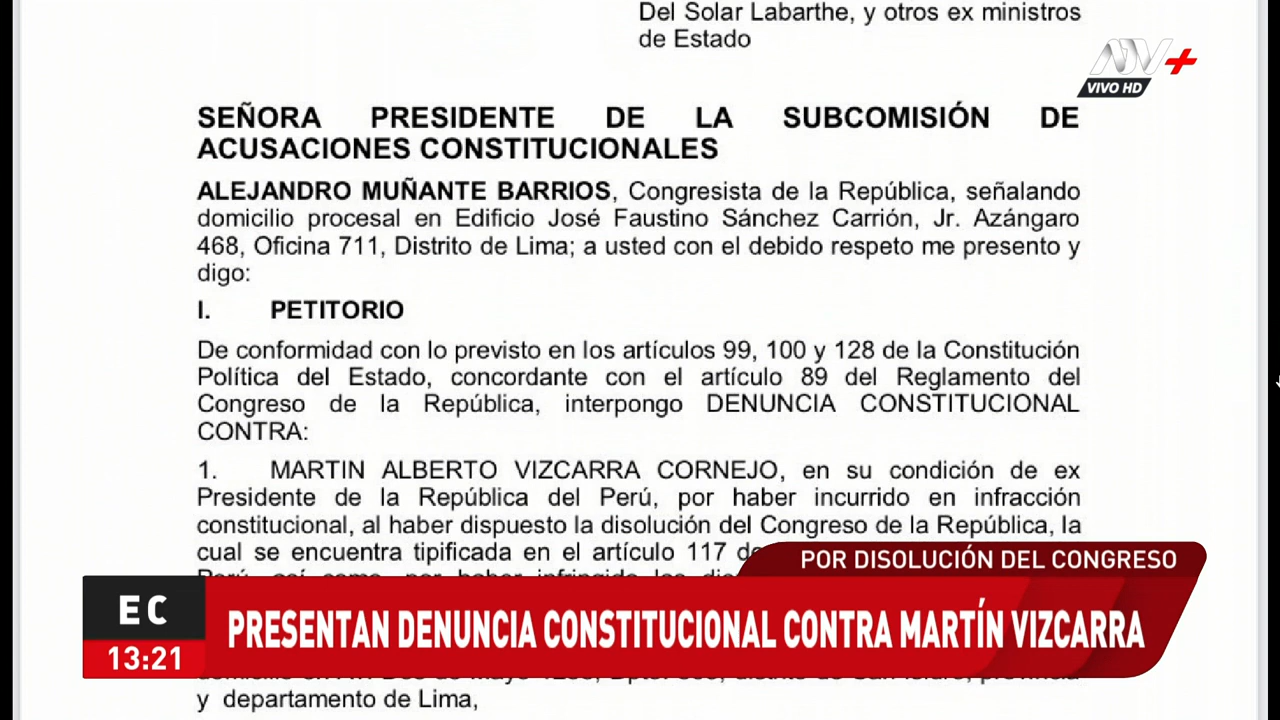 Del Solar Labarthe, y otros ex ministros
de Estado
ADV+
VIVO HD
SEÑORA PRESIDENTE DE LA SUBCOMISIÓN DE
ACUSACIONES CONSTITUCIONALES
ALEJANDRO MUÑANTE BARRIOS, Congresista de la República, señalando
domicilio procesal en Edificio José Faustino Sánchez Carrión, Jr. Azángaro
468, Oficina 711, Distrito de Lima; a usted con el debido respeto me presento y
digo:
I. PETITORIO
De conformidad con lo previsto en los artículos 99, 100 y 128 de la Constitución
Política del Estado, concordante con el artículo 89 del Reglamento del
Congreso de la República, interpongo DENUNCIA CONSTITUCIONAL
CONTRA:
1. MARTIN ALBERTO VIZCARRA CORNEJO, en su condición de ex
Presidente de la República del Perú, por haber incurrido en infracción
constitucional, al haber dispuesto la disolución del Congreso de la República, la
cual se encuentra tipificada en el artículo 117
POR DISOLUCIÓN DEL CONGRESO
EC
PRESENTAN DENUNCIA CONSTITUCIONAL CONTRA MARTÍN VIZCARRA
13:21
y departamento de Lima,